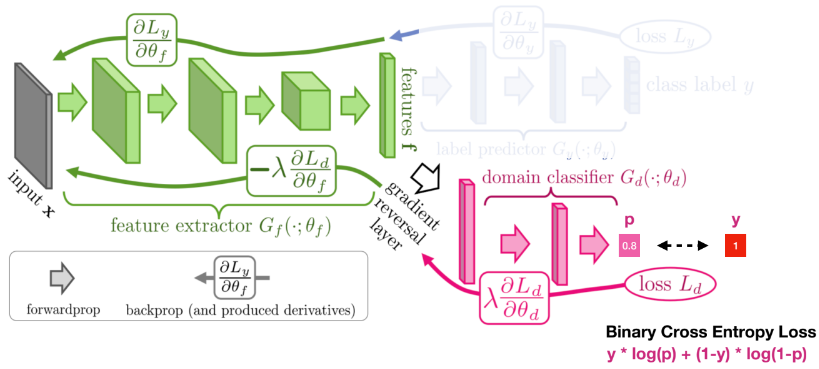 ∂L_y/∂θ_f
∂L_y/∂θ_y
loss L_y
input x
features f
class label y
label predictor G_y(·; θ_y)
−λ ∂L_d/∂θ_f
gradient
reversal
layer
feature extractor G_f(·; θ_f)
domain classifier G_d(·; θ_d)
p
y
0.8
1
loss L_d
λ ∂L_d/∂θ_d
forwardprop
∂L_y/∂θ_f
backprop (and produced derivatives)
Binary Cross Entropy Loss
y * log(p) + (1-y) * log(1-p)